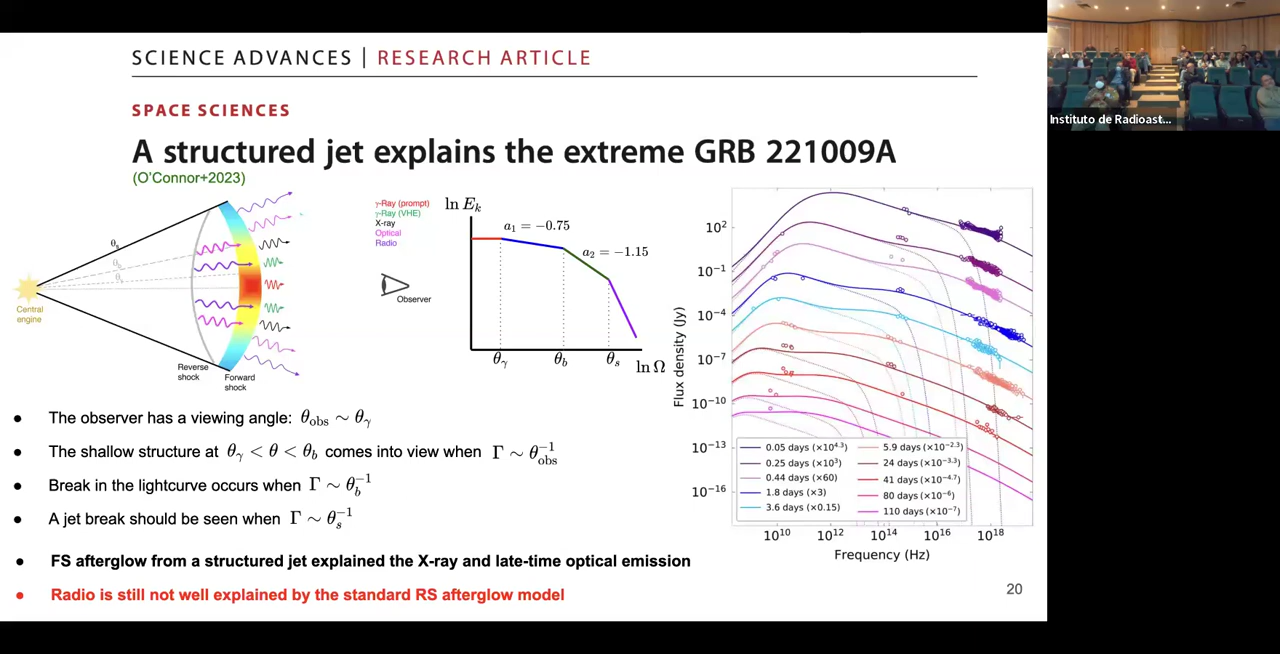 SCIENCE ADVANCES | RESEARCH ARTICLE
SPACE SCIENCES
A structured jet explains the extreme GRB 221009A
(O'Connor+2023)
θs
θb
Central
engine
Reverse
shock
Forward
shock
γ-Ray (prompt)
γ-Ray (VHE)
X-ray
Optical
Radio
Observer
ln E_k
a₁ = −0.75
a₂ = −1.15
θ_γ
θ_b
θ_s
ln Ω
Flux density (Jy)
10²
10⁻¹
10⁻⁴
10⁻⁷
10⁻¹⁰
10⁻¹³
10⁻¹⁶
0.05 days (×10⁴·³)
0.25 days (×10³)
0.44 days (×60)
1.8 days (×3)
3.6 days (×0.15)
5.9 days (×10⁻²·³)
24 days (×10⁻³·³)
41 days (×10⁻⁴·⁷)
80 days (×10⁻⁶)
110 days (×10⁻⁷)
10¹⁰ 10¹² 10¹⁴ 10¹⁶ 10¹⁸
Frequency (Hz)
• The observer has a viewing angle: θ_obs ∼ θ_γ
• The shallow structure at θ_γ < θ < θ_b comes into view when Γ ∼ θ_obs⁻¹
• Break in the lightcurve occurs when Γ ∼ θ_b⁻¹
• A jet break should be seen when Γ ∼ θ_s⁻¹
• FS afterglow from a structured jet explained the X-ray and late-time optical emission
• Radio is still not well explained by the standard RS afterglow model
20
Instituto de Radioast...